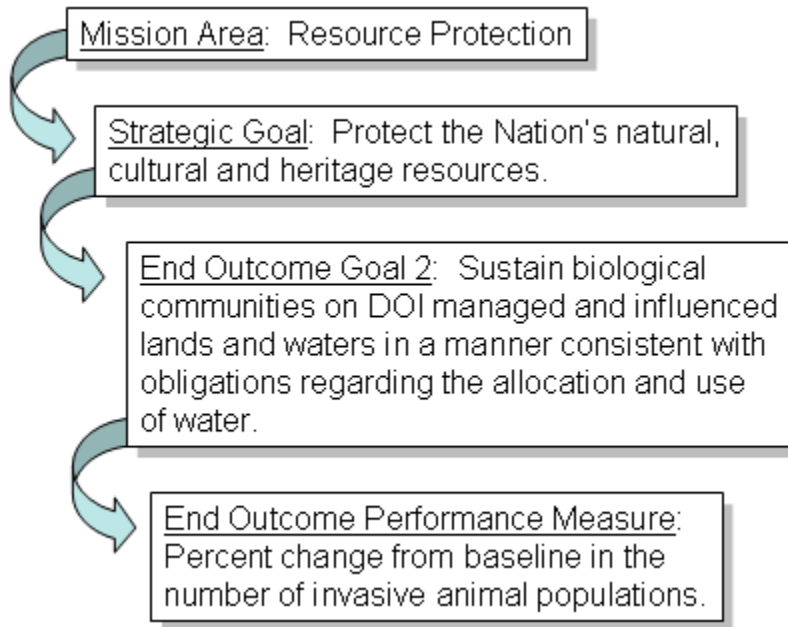 Mission Area:  Resource Protection
Strategic Goal:  Protect the Nation's natural,
cultural and heritage resources.
End Outcome Goal 2:  Sustain biological
communities on DOI managed and influenced
lands and waters in a manner consistent with
obligations regarding the allocation and use
of water.
End Outcome Performance Measure:
Percent change from baseline in the
number of invasive animal populations.